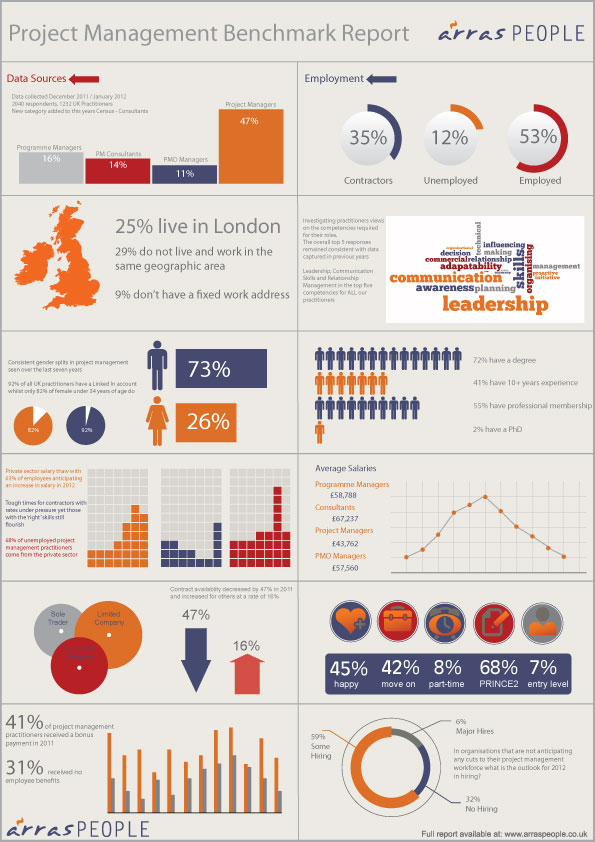 Project Management Benchmark Report
arras PEOPLE
Data Sources
Data collected December 2011 / January 2012
2040 respondents, 1232 UK Practitioners
New category added to this years Census - Consultants
Project Managers
47%
Programme Managers
16%
PM Consultants
14%
PMO Managers
11%
Employment
35%
Contractors
12%
Unemployed
53%
Employed
25% live in London
29% do not live and work in the
same geographic area
9% don't have a fixed work address
Investigating practitioners views
on the competencies required
for their roles.
The overall top 5 responses
remained consistent with data
captured in previous years
Leadership, Communication
Skills and Relationship
Management in the top five
competencies for ALL our
practitioners
organisational
technical
influencing
decision
making
commercial
relationship
adaptability
skills
organising
management
communication
proactive
initiative
awareness
planning
leadership
Consistent gender splits in project management
seen over the last seven years
92% of all UK practitioners have a Linked In account
whilst only 82% of female under 34 years of age do
82%
92%
73%
26%
72% have a degree
41% have 10+ years experience
55% have professional membership
2% have a PhD
Private sector salary thaw with
63% of employees anticipating
an increase in salary in 2012
Tough times for contractors with
rates under pressure yet those
with the 'right' skills still
flourish
68% of unemployed project
management practitioners
come from the private sector
Average Salaries
Programme Managers
£58,788
Consultants
£67,237
Project Managers
£43,762
PMO Managers
£57,560
Sole
Trader
Limited
Company
Contract availability decreased by 47% in 2011
and increased for others at a rate of 16%
47%
16%
45%
happy
42%
move on
8%
part-time
68%
PRINCE2
7%
entry level
41% of project management
practitioners received a bonus
payment in 2011
31% received no
employee benefits
arras PEOPLE
59%
Some
Hiring
6%
Major Hires
In organisations that are not anticipating
any cuts to their project management
workforce what is the outlook for 2012
in hiring?
32%
No Hiring
Full report available at: www.arraspeople.co.uk